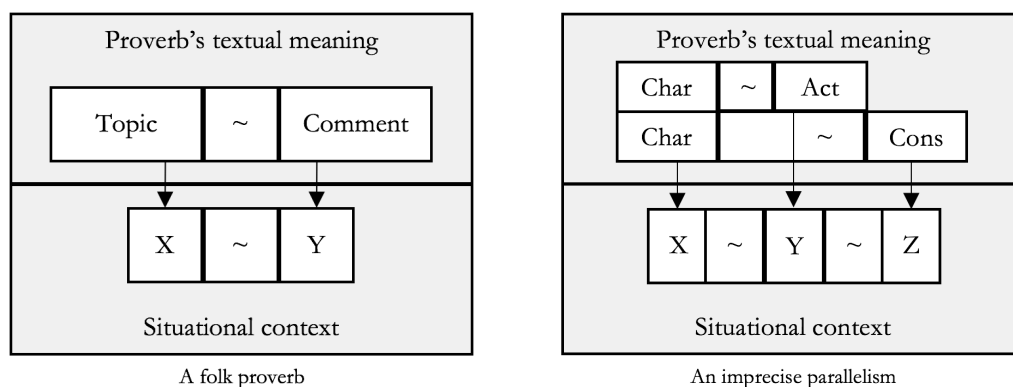 Proverb’s textual meaning
Topic ~ Comment
X ~ Y
Situational context
A folk proverb
Proverb’s textual meaning
Char ~ Act
Char ~ Cons
X ~ Y ~ Z
Situational context
An imprecise parallelism